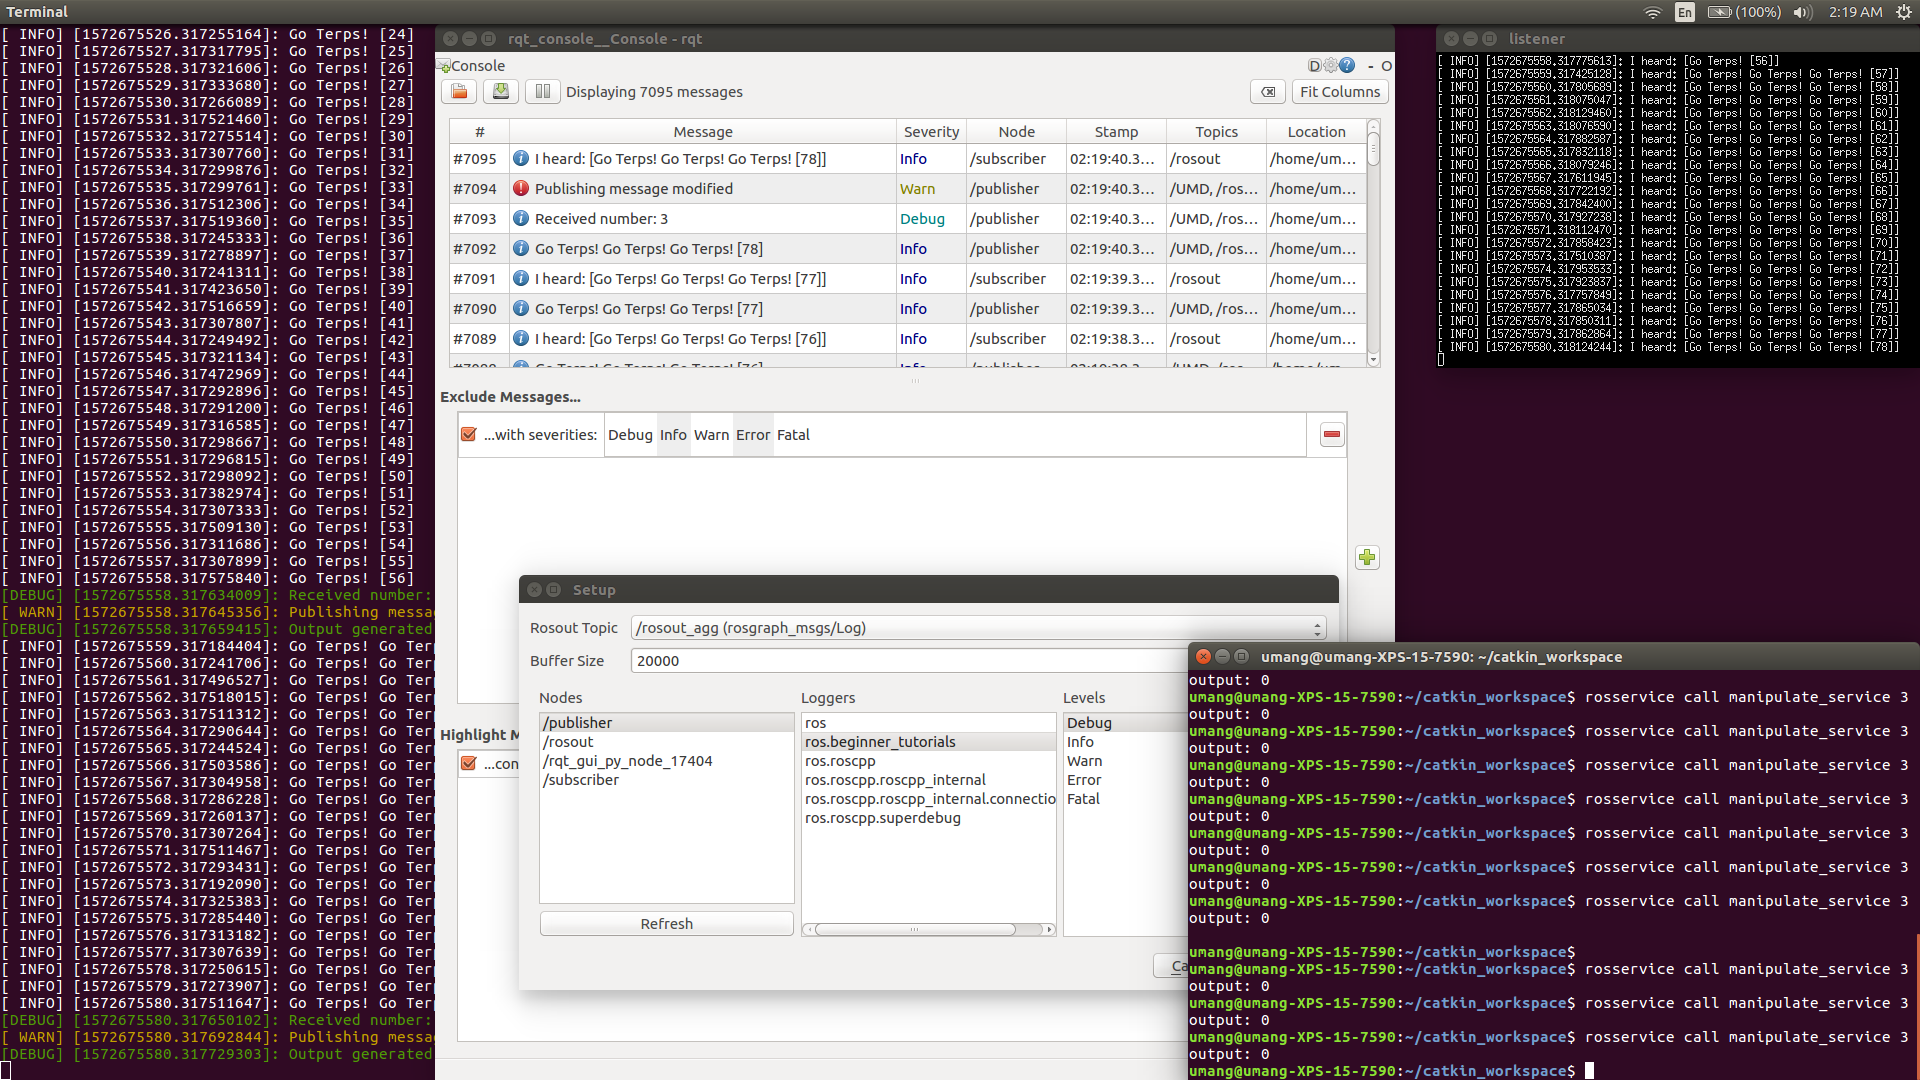 Terminal
En (100%) 2:19 AM
[ INFO] [1572675526.317255164]: Go Terps! [24]
[ INFO] [1572675527.317317795]: Go Terps! [25]
[ INFO] [1572675528.317321606]: Go Terps! [26]
[ INFO] [1572675529.317333680]: Go Terps! [27]
[ INFO] [1572675530.317266089]: Go Terps! [28]
[ INFO] [1572675531.317521460]: Go Terps! [29]
[ INFO] [1572675532.317275514]: Go Terps! [30]
[ INFO] [1572675533.317307760]: Go Terps! [31]
[ INFO] [1572675534.317299876]: Go Terps! [32]
[ INFO] [1572675535.317299761]: Go Terps! [33]
[ INFO] [1572675536.317512306]: Go Terps! [34]
[ INFO] [1572675537.317519360]: Go Terps! [35]
[ INFO] [1572675538.317245333]: Go Terps! [36]
[ INFO] [1572675539.317278897]: Go Terps! [37]
[ INFO] [1572675540.317241311]: Go Terps! [38]
[ INFO] [1572675541.317423650]: Go Terps! [39]
[ INFO] [1572675542.317516659]: Go Terps! [40]
[ INFO] [1572675543.317307807]: Go Terps! [41]
[ INFO] [1572675544.317249492]: Go Terps! [42]
[ INFO] [1572675545.317321134]: Go Terps! [43]
[ INFO] [1572675546.317472969]: Go Terps! [44]
[ INFO] [1572675547.317292896]: Go Terps! [45]
[ INFO] [1572675548.317291200]: Go Terps! [46]
[ INFO] [1572675549.317316585]: Go Terps! [47]
[ INFO] [1572675550.317298667]: Go Terps! [48]
[ INFO] [1572675551.317296815]: Go Terps! [49]
[ INFO] [1572675552.317298092]: Go Terps! [50]
[ INFO] [1572675553.317382974]: Go Terps! [51]
[ INFO] [1572675554.317307333]: Go Terps! [52]
[ INFO] [1572675555.317509130]: Go Terps! [53]
[ INFO] [1572675556.317311686]: Go Terps! [54]
[ INFO] [1572675557.317307899]: Go Terps! [55]
[ INFO] [1572675558.317575840]: Go Terps! [56]
[DEBUG] [1572675558.317634009]: Received number:
[ WARN] [1572675558.317645356]: Publishing messa
[DEBUG] [1572675558.317659415]: Output generated
[ INFO] [1572675559.317184404]: Go Terps! Go Ter
[ INFO] [1572675560.317241706]: Go Terps! Go Ter
[ INFO] [1572675561.317496527]: Go Terps! Go Ter
[ INFO] [1572675562.317518015]: Go Terps! Go Ter
[ INFO] [1572675563.317511312]: Go Terps! Go Ter
[ INFO] [1572675564.317290644]: Go Terps! Go Ter
[ INFO] [1572675565.317244524]: Go Terps! Go Ter
[ INFO] [1572675566.317503586]: Go Terps! Go Ter
[ INFO] [1572675567.317304958]: Go Terps! Go Ter
[ INFO] [1572675568.317286228]: Go Terps! Go Ter
[ INFO] [1572675569.317260137]: Go Terps! Go Ter
[ INFO] [1572675570.317307264]: Go Terps! Go Ter
[ INFO] [1572675571.317511467]: Go Terps! Go Ter
[ INFO] [1572675572.317293431]: Go Terps! Go Ter
[ INFO] [1572675573.317192090]: Go Terps! Go Ter
[ INFO] [1572675574.317325383]: Go Terps! Go Ter
[ INFO] [1572675575.317285440]: Go Terps! Go Ter
[ INFO] [1572675576.317313182]: Go Terps! Go Ter
[ INFO] [1572675577.317307639]: Go Terps! Go Ter
[ INFO] [1572675578.317250615]: Go Terps! Go Ter
[ INFO] [1572675579.317273907]: Go Terps! Go Ter
[ INFO] [1572675580.317511647]: Go Terps! Go Ter
[DEBUG] [1572675580.317650102]: Received number:
[ WARN] [1572675580.317692844]: Publishing messa
[DEBUG] [1572675580.317729303]: Output generated
rqt_console__Console - rqt
Console
D - O
Displaying 7095 messages
Fit Columns
# Message Severity Node Stamp Topics Location
#7095 I heard: [Go Terps! Go Terps! Go Terps! [78]] Info /subscriber 02:19:40.3... /rosout /home/um...
#7094 Publishing message modified Warn /publisher 02:19:40.3... /UMD, /ros... /home/um...
#7093 Received number: 3 Debug /publisher 02:19:40.3... /UMD, /ros... /home/um...
#7092 Go Terps! Go Terps! Go Terps! [78] Info /publisher 02:19:40.3... /UMD, /ros... /home/um...
#7091 I heard: [Go Terps! Go Terps! Go Terps! [77]] Info /subscriber 02:19:39.3... /rosout /home/um...
#7090 Go Terps! Go Terps! Go Terps! [77] Info /publisher 02:19:39.3... /UMD, /ros... /home/um...
#7089 I heard: [Go Terps! Go Terps! Go Terps! [76]] Info /subscriber 02:19:38.3... /rosout /home/um...
#7088 Go Terps! Go Terps! Go Terps! [76] Info /publisher 02:19:38.3... /UMD, /ros... /home/um...
Exclude Messages...
...with severities: Debug Info Warn Error Fatal
Highlight M
...con
Setup
Rosout Topic /rosout_agg (rosgraph_msgs/Log)
Buffer Size 20000
Nodes
/publisher
/rosout
/rqt_gui_py_node_17404
/subscriber
Refresh
Loggers
ros
ros.beginner_tutorials
ros.roscpp
ros.roscpp.roscpp_internal
ros.roscpp.roscpp_internal.connectio
ros.roscpp.superdebug
Levels
Debug
Info
Warn
Error
Fatal
Ca
listener
[ INFO] [1572675558.317775613]: I heard: [Go Terps! [56]]
[ INFO] [1572675559.317425128]: I heard: [Go Terps! Go Terps! Go Terps! [57]]
[ INFO] [1572675560.317805689]: I heard: [Go Terps! Go Terps! Go Terps! [58]]
[ INFO] [1572675561.318075047]: I heard: [Go Terps! Go Terps! Go Terps! [59]]
[ INFO] [1572675562.318129460]: I heard: [Go Terps! Go Terps! Go Terps! [60]]
[ INFO] [1572675563.318076590]: I heard: [Go Terps! Go Terps! Go Terps! [61]]
[ INFO] [1572675564.317882587]: I heard: [Go Terps! Go Terps! Go Terps! [62]]
[ INFO] [1572675565.317832118]: I heard: [Go Terps! Go Terps! Go Terps! [63]]
[ INFO] [1572675566.318079246]: I heard: [Go Terps! Go Terps! Go Terps! [64]]
[ INFO] [1572675567.317611945]: I heard: [Go Terps! Go Terps! Go Terps! [65]]
[ INFO] [1572675568.317722192]: I heard: [Go Terps! Go Terps! Go Terps! [66]]
[ INFO] [1572675569.317842400]: I heard: [Go Terps! Go Terps! Go Terps! [67]]
[ INFO] [1572675570.317927238]: I heard: [Go Terps! Go Terps! Go Terps! [68]]
[ INFO] [1572675571.318112470]: I heard: [Go Terps! Go Terps! Go Terps! [69]]
[ INFO] [1572675572.317858423]: I heard: [Go Terps! Go Terps! Go Terps! [70]]
[ INFO] [1572675573.317510387]: I heard: [Go Terps! Go Terps! Go Terps! [71]]
[ INFO] [1572675574.317953533]: I heard: [Go Terps! Go Terps! Go Terps! [72]]
[ INFO] [1572675575.317923837]: I heard: [Go Terps! Go Terps! Go Terps! [73]]
[ INFO] [1572675576.317757849]: I heard: [Go Terps! Go Terps! Go Terps! [74]]
[ INFO] [1572675577.317865034]: I heard: [Go Terps! Go Terps! Go Terps! [75]]
[ INFO] [1572675578.317850311]: I heard: [Go Terps! Go Terps! Go Terps! [76]]
[ INFO] [1572675579.317862864]: I heard: [Go Terps! Go Terps! Go Terps! [77]]
[ INFO] [1572675580.318124244]: I heard: [Go Terps! Go Terps! Go Terps! [78]]
umang@umang-XPS-15-7590: ~/catkin_workspace
output: 0
umang@umang-XPS-15-7590:~/catkin_workspace$ rosservice call manipulate_service 3
output: 0
umang@umang-XPS-15-7590:~/catkin_workspace$ rosservice call manipulate_service 3
output: 0
umang@umang-XPS-15-7590:~/catkin_workspace$ rosservice call manipulate_service 3
output: 0
umang@umang-XPS-15-7590:~/catkin_workspace$ rosservice call manipulate_service 3
output: 0
umang@umang-XPS-15-7590:~/catkin_workspace$ rosservice call manipulate_service 3
output: 0
umang@umang-XPS-15-7590:~/catkin_workspace$ rosservice call manipulate_service 3
output: 0
umang@umang-XPS-15-7590:~/catkin_workspace$ rosservice call manipulate_service 3
output: 0
umang@umang-XPS-15-7590:~/catkin_workspace$
umang@umang-XPS-15-7590:~/catkin_workspace$ rosservice call manipulate_service 3
output: 0
umang@umang-XPS-15-7590:~/catkin_workspace$ rosservice call manipulate_service 3
output: 0
umang@umang-XPS-15-7590:~/catkin_workspace$ rosservice call manipulate_service 3
output: 0
umang@umang-XPS-15-7590:~/catkin_workspace$